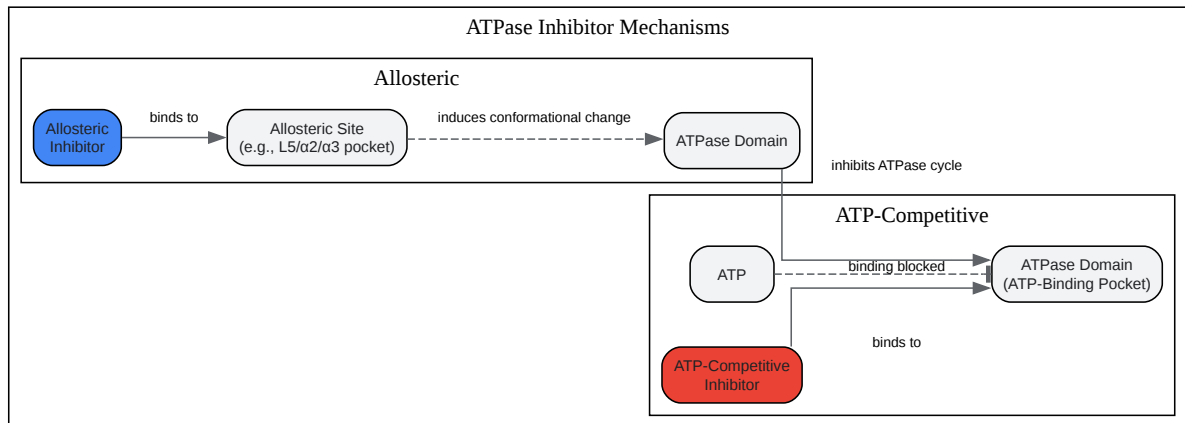 ATPase Inhibitor Mechanisms
Allosteric
Allosteric
Inhibitor
binds to
Allosteric Site
(e.g., L5/α2/α3 pocket)
induces conformational change
ATPase Domain
inhibits ATPase cycle
ATP-Competitive
ATP
binding blocked
ATPase Domain
(ATP-Binding Pocket)
binds to
ATP-Competitive
Inhibitor